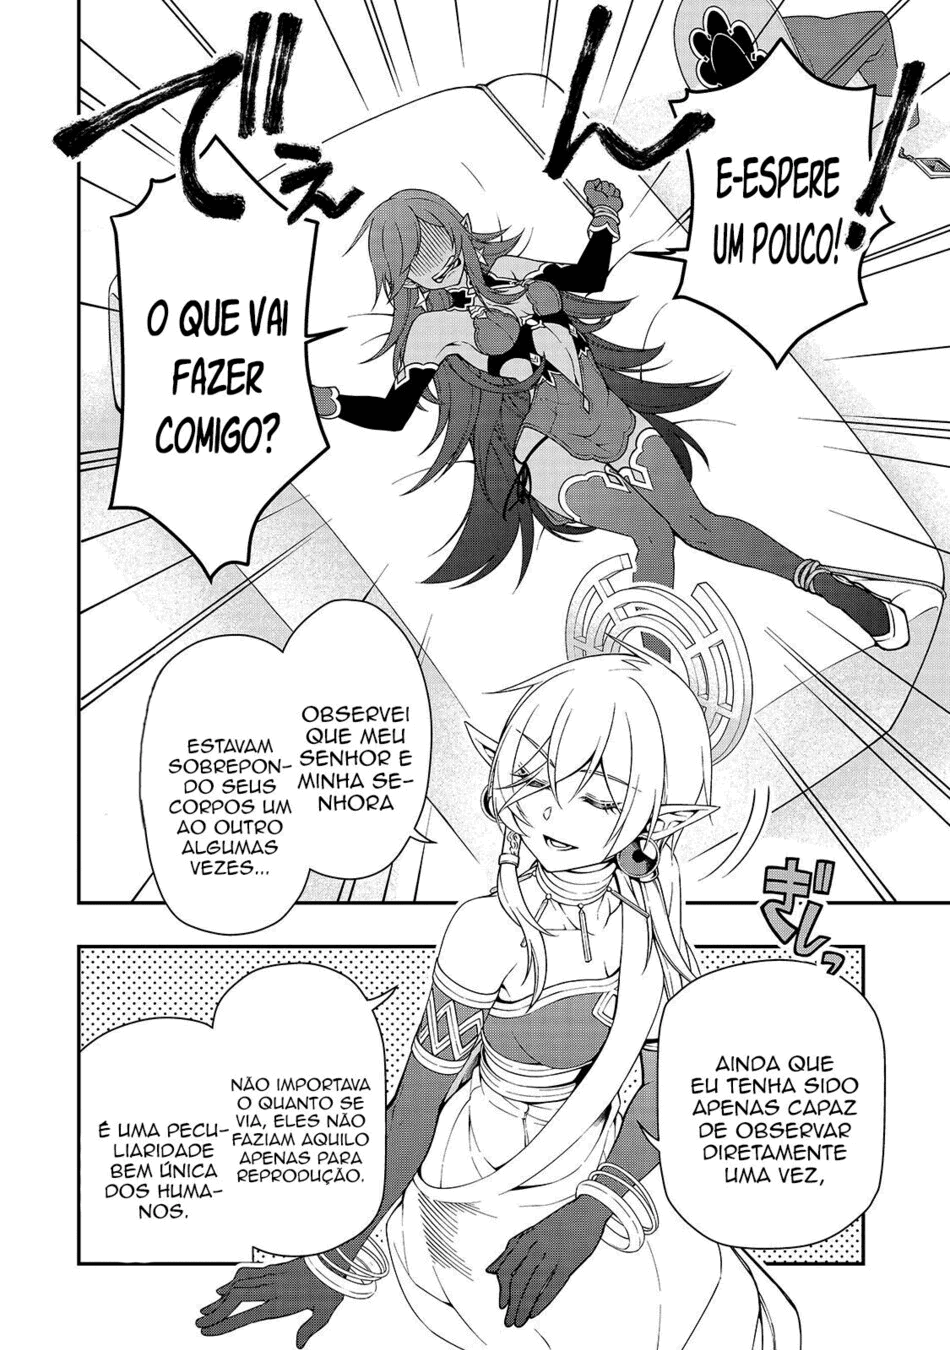 でぇん!
E-ESPERE
UM POUCO!
O QUE VAI
FAZER
COMIGO?
OBSERVEI
QUE MEU
SENHOR E
MINHA SE-
NHORA
ESTAVAM
SOBREPON-
DO SEUS
CORPOS UM
AO OUTRO
ALGUMAS
VEZES...
ぎしっ
AINDA QUE
EU TENHA SIDO
APENAS CAPAZ
DE OBSERVAR
DIRETAMENTE
UMA VEZ,
NÃO IMPORTAVA
O QUANTO SE
VIA, ELES NÃO
FAZIAM AQUILO
APENAS PARA
REPRODUÇÃO.
É UMA PECU-
LIARIDADE
BEM ÚNICA
DOS HUMA-
NOS.